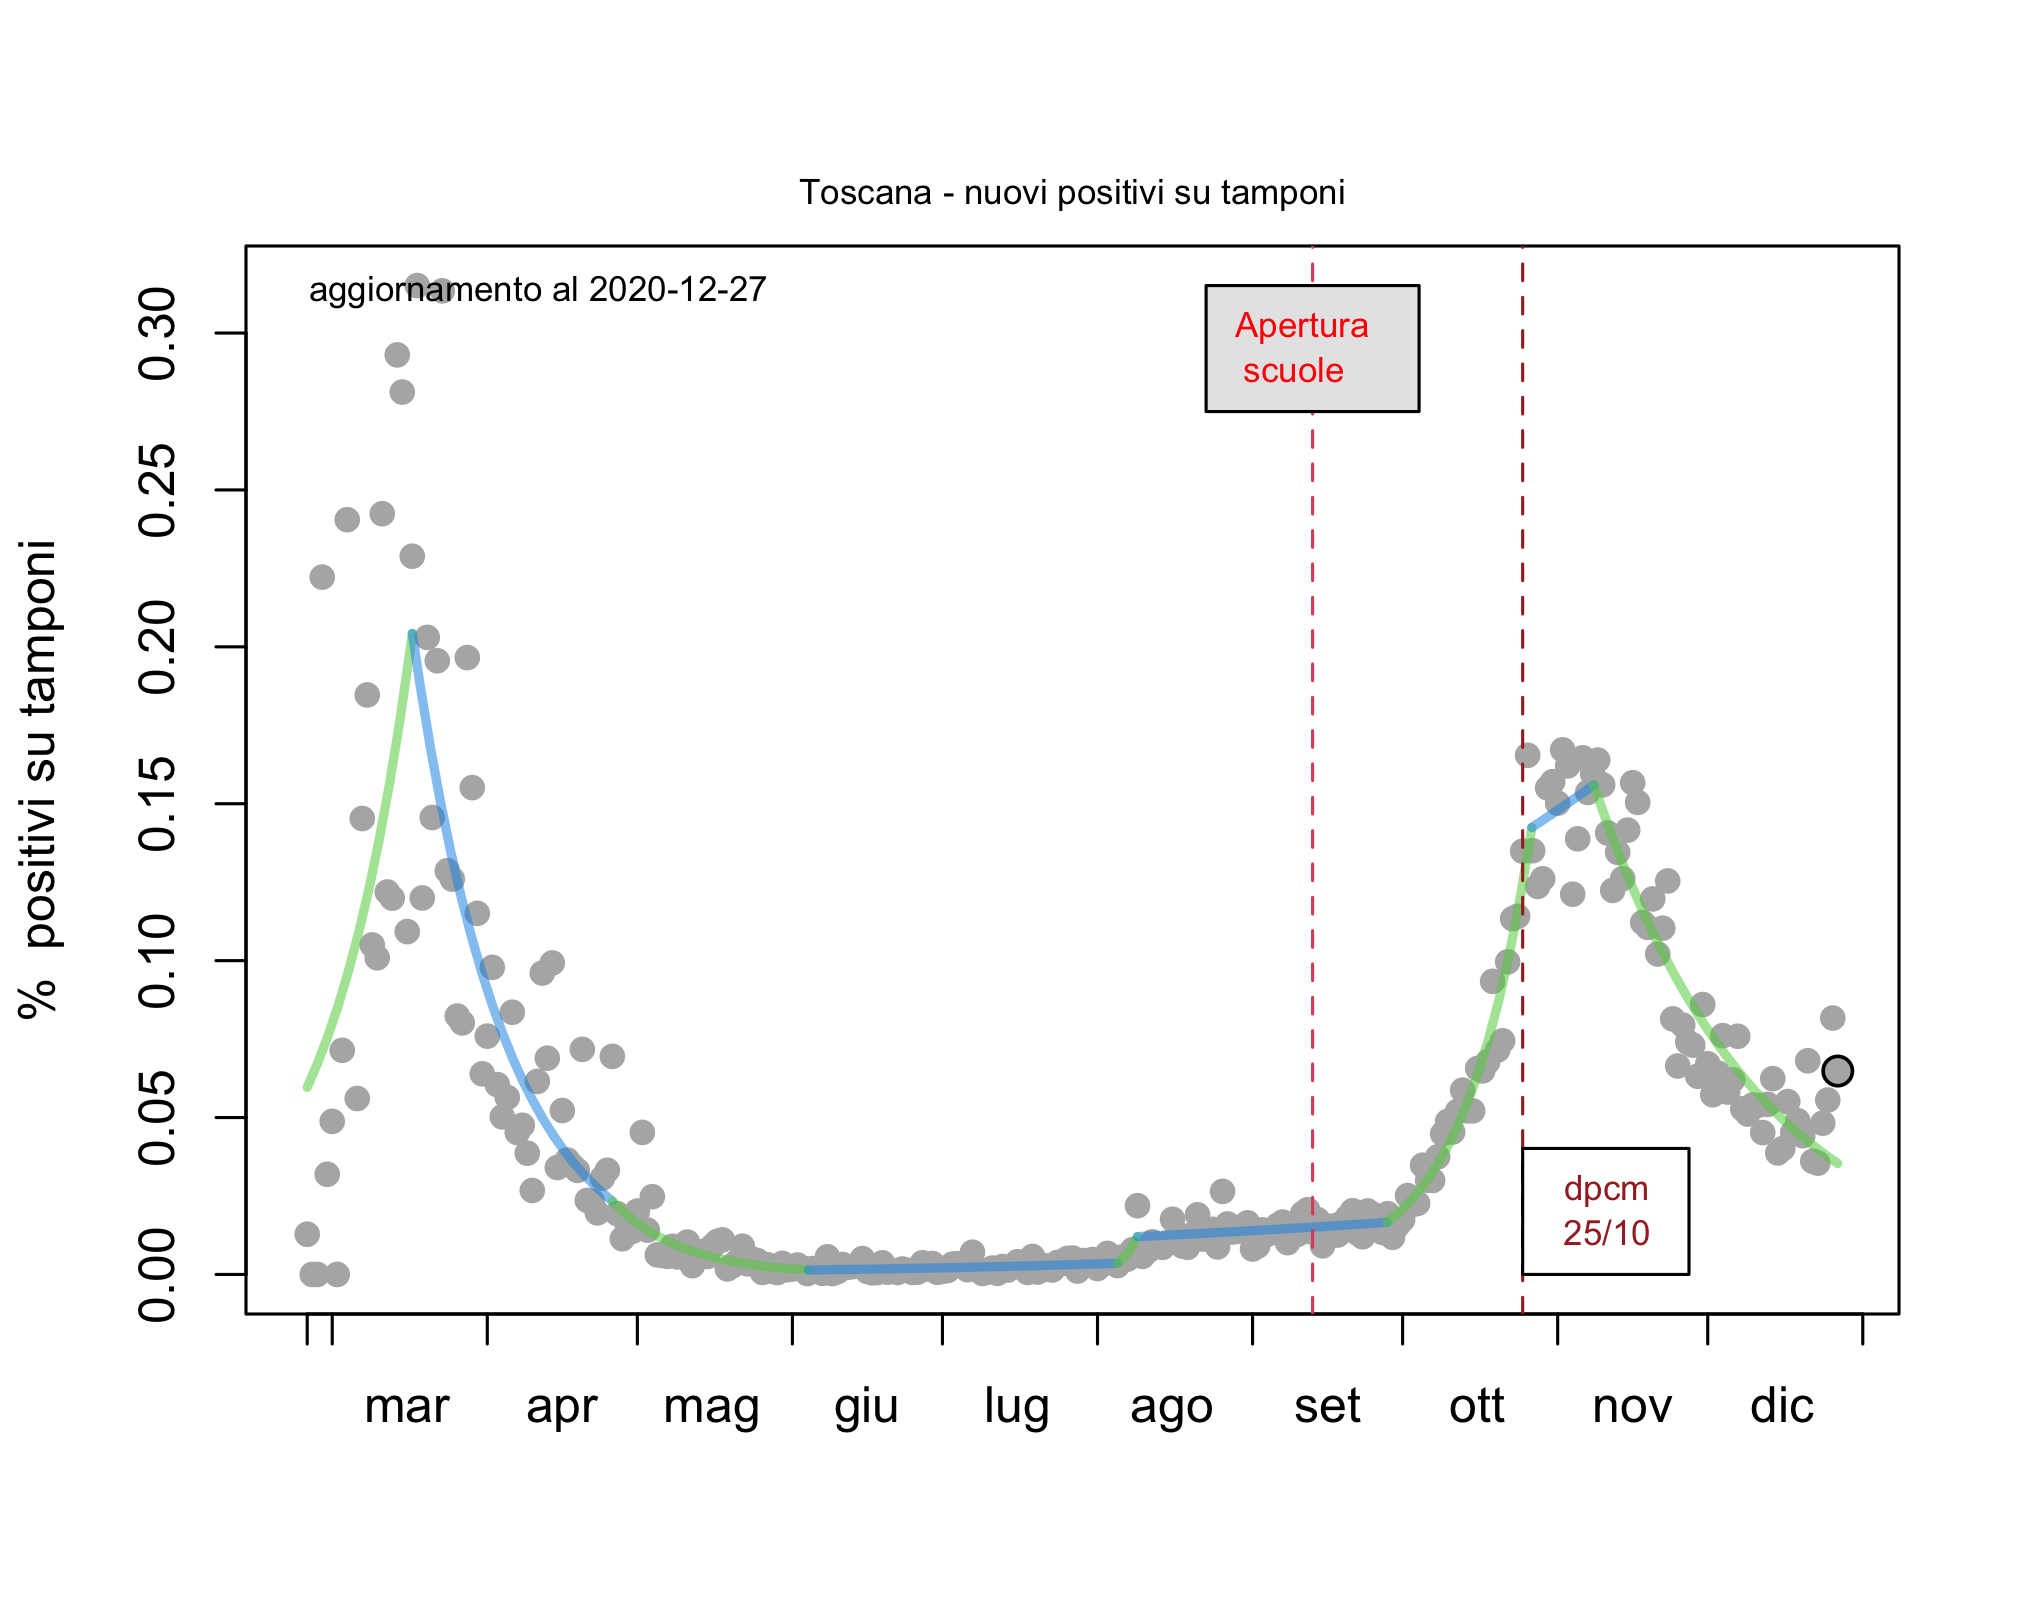 Toscana - nuovi positivi su tamponi
aggiornamento al 2020-12-27
Apertura
scuole
dpcm
25/10
% positivi su tamponi
0.30
0.25
0.20
0.15
0.10
0.05
0.00
mar apr mag giu lug ago set ott nov dic